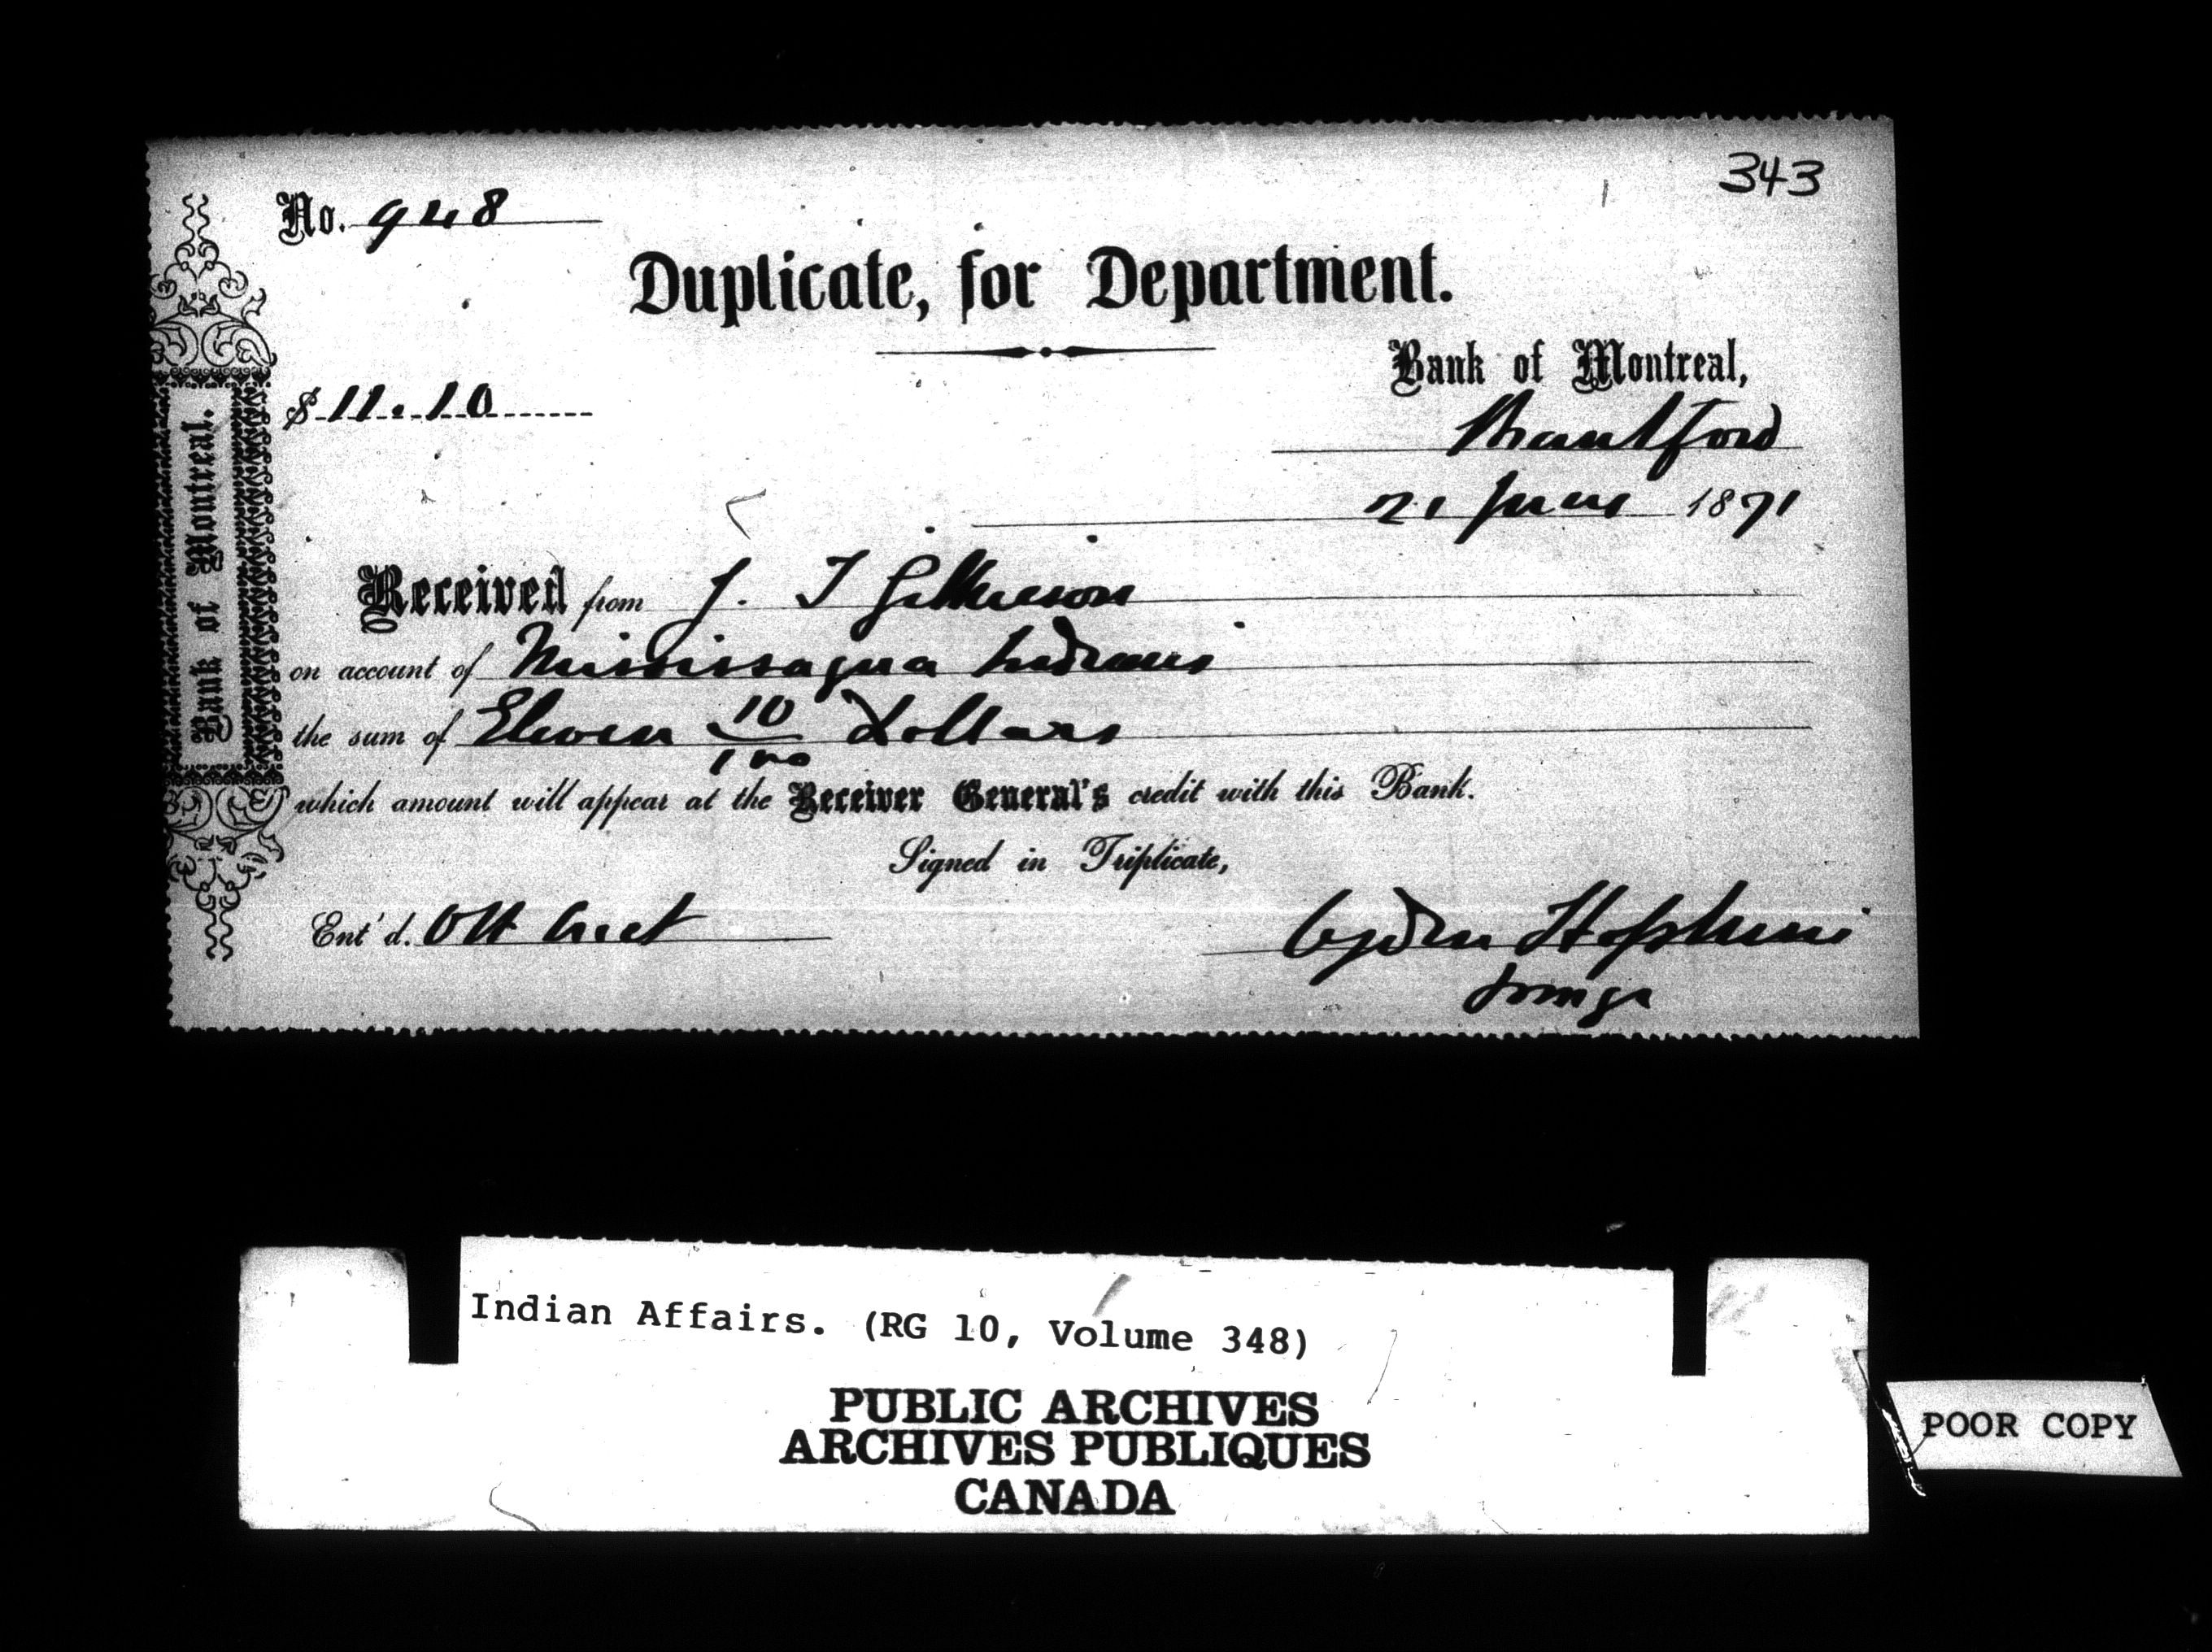 343
No. 948
Duplicate, for Department.
Bank of Montreal,
$ 11.10
Brantford
21 June 1871
Bank of Montreal.
Received from J. T Gilkison
on account of Mississagua Indians
the sum of Eleven 10/100 Dollars
which amount will appear at the Receiver General's credit with this Bank.
Signed in Triplicate,
Ent'd.
Hopkins
Indian Affairs. (RG 10, Volume 348)
PUBLIC ARCHIVES
ARCHIVES PUBLIQUES
CANADA
POOR COPY